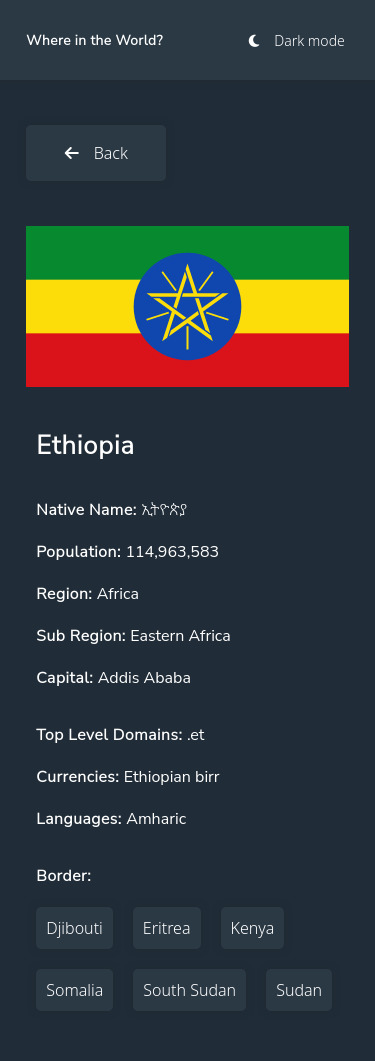 Where in the World?
Dark mode
Back
Ethiopia
Native Name: ኢትዮጵያ
Population: 114,963,583
Region: Africa
Sub Region: Eastern Africa
Capital: Addis Ababa
Top Level Domains: .et
Currencies: Ethiopian birr
Languages: Amharic
Border:
Djibouti Eritrea Kenya
Somalia South Sudan Sudan